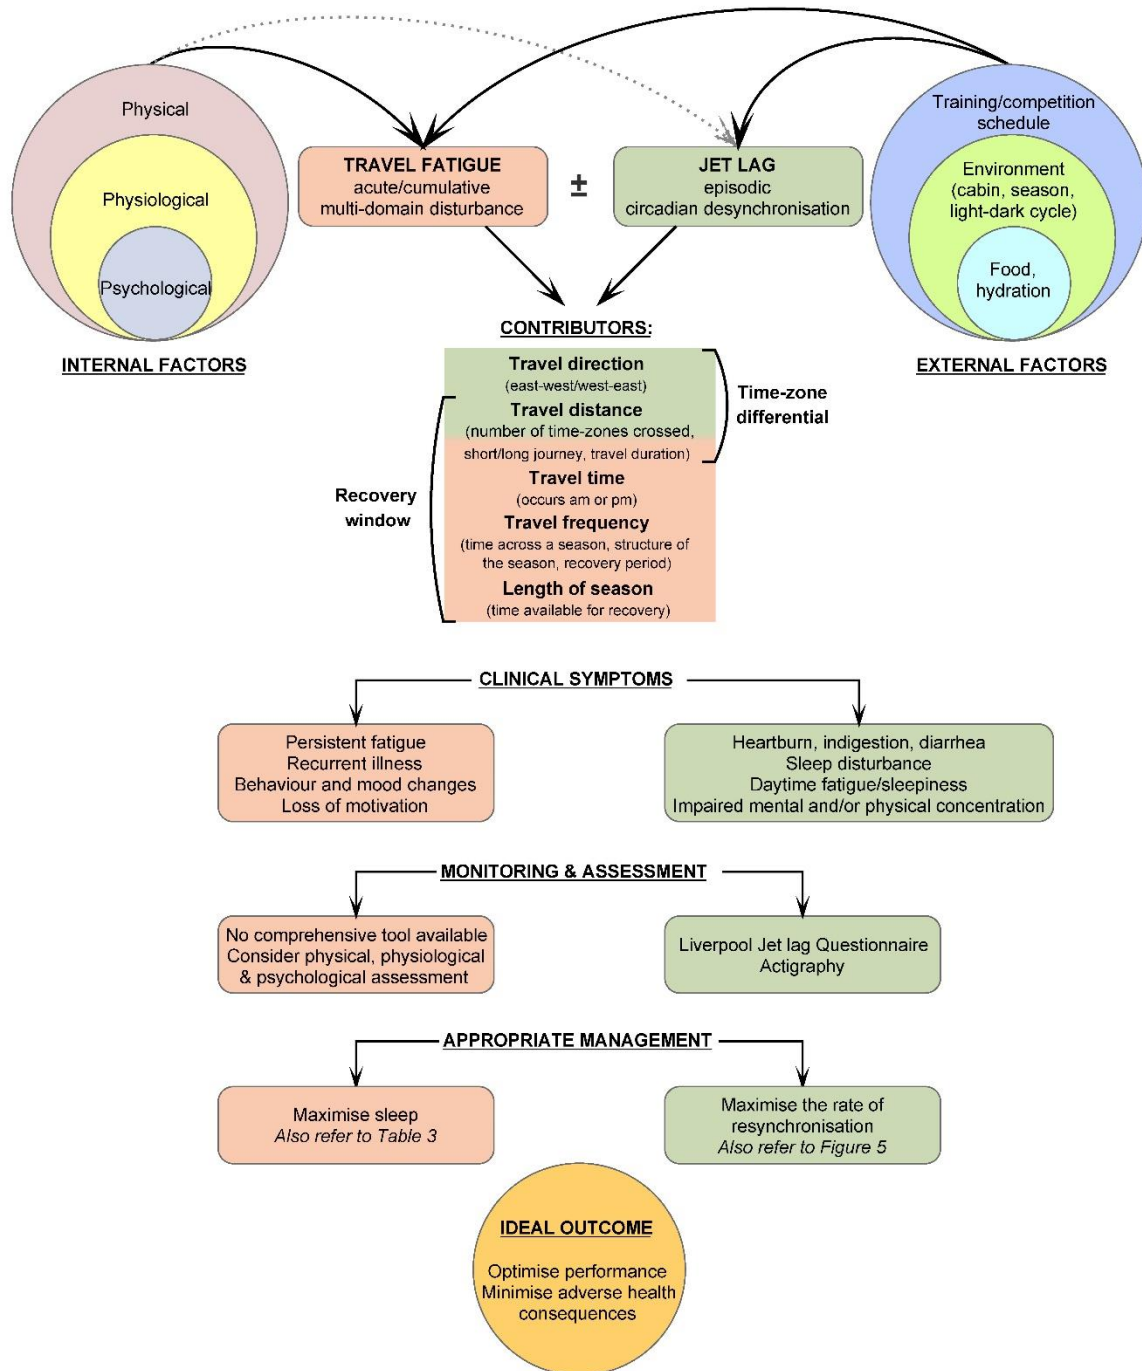 Physical
Physiological
Psychological
INTERNAL FACTORS
TRAVEL FATIGUE
acute/cumulative
multi-domain disturbance
±
JET LAG
episodic
circadian desynchronisation
Training/competition
schedule
Environment
(cabin, season,
light-dark cycle)
Food,
hydration
EXTERNAL FACTORS
CONTRIBUTORS:
Travel direction
(east-west/west-east)
Travel distance
(number of time-zones crossed,
short/long journey, travel duration)
Travel time
(occurs am or pm)
Travel frequency
(time across a season, structure of
the season, recovery period)
Length of season
(time available for recovery)
Time-zone
differential
Recovery
window
CLINICAL SYMPTOMS
Persistent fatigue
Recurrent illness
Behaviour and mood changes
Loss of motivation
Heartburn, indigestion, diarrhea
Sleep disturbance
Daytime fatigue/sleepiness
Impaired mental and/or physical concentration
MONITORING & ASSESSMENT
No comprehensive tool available
Consider physical, physiological
& psychological assessment
Liverpool Jet lag Questionnaire
Actigraphy
APPROPRIATE MANAGEMENT
Maximise sleep
Also refer to Table 3
Maximise the rate of
resynchronisation
Also refer to Figure 5
IDEAL OUTCOME
Optimise performance
Minimise adverse health
consequences